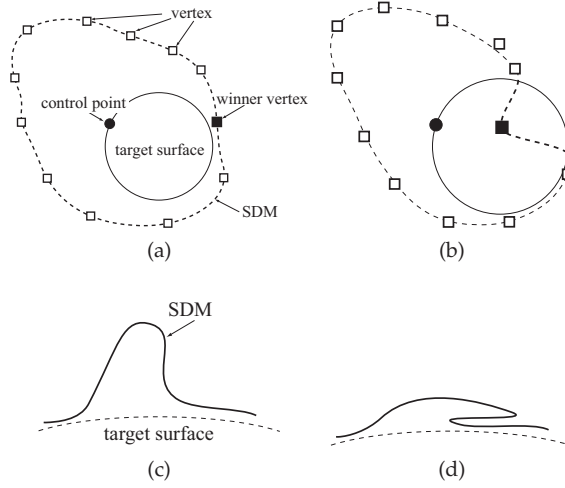 vertex
control point
winner vertex
target surface
SDM
(a)
(b)
SDM
target surface
(c)
(d)